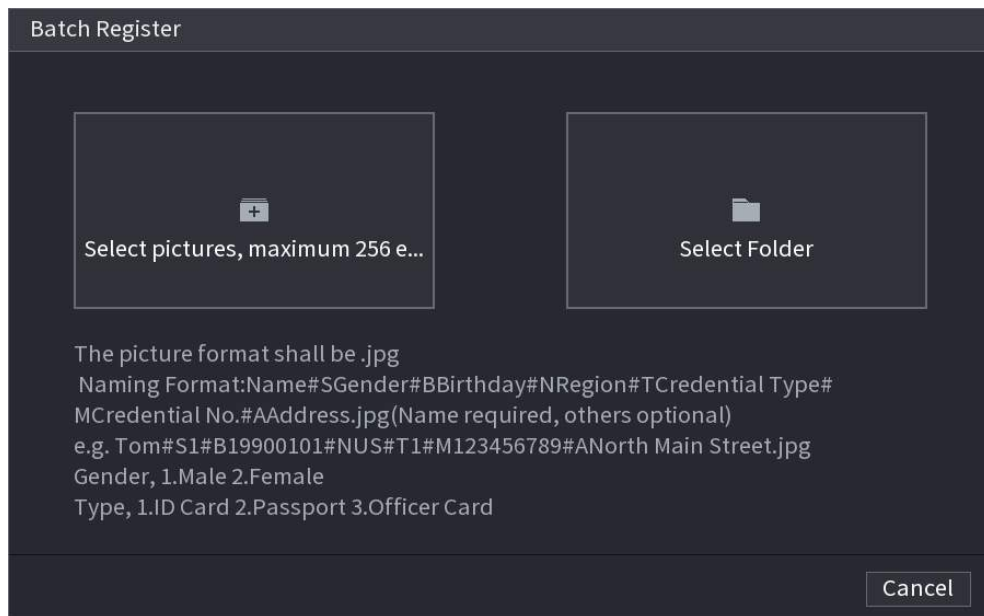 Batch Register
Select pictures, maximum 256 e...
Select Folder
The picture format shall be .jpg
Naming Format:Name#SGender#BBirthday#NRegion#TCredential Type#
MCredential No.#AAddress.jpg(Name required, others optional)
e.g. Tom#S1#B19900101#NUS#T1#M123456789#ANorth Main Street.jpg
Gender, 1.Male 2.Female
Type, 1.ID Card 2.Passport 3.Officer Card
Cancel